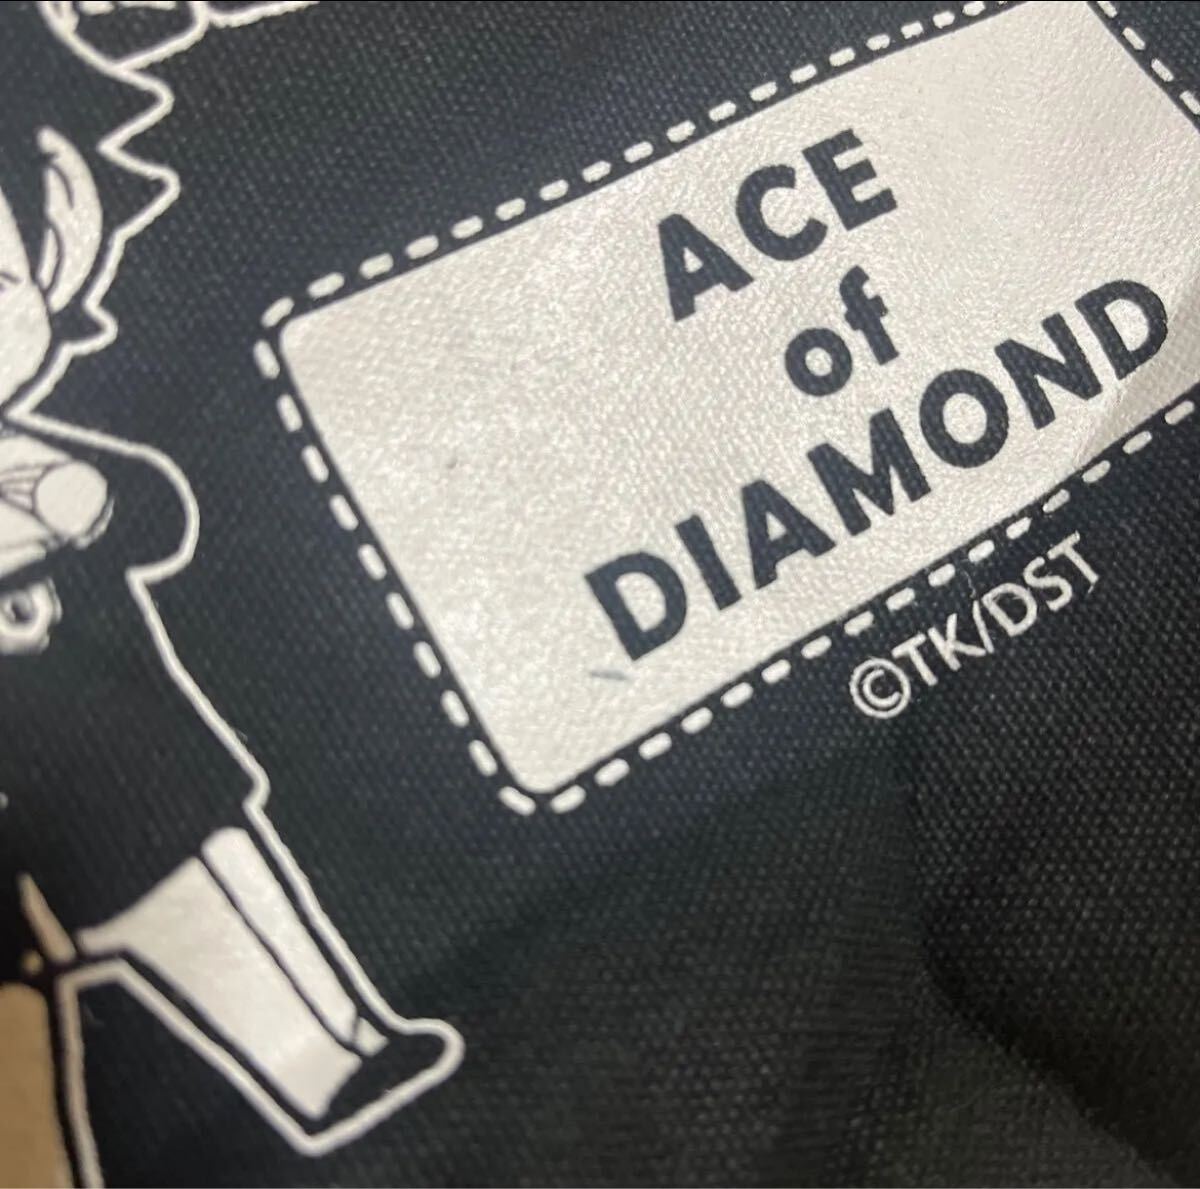 ACE
of
DIAMOND
©TK/DST